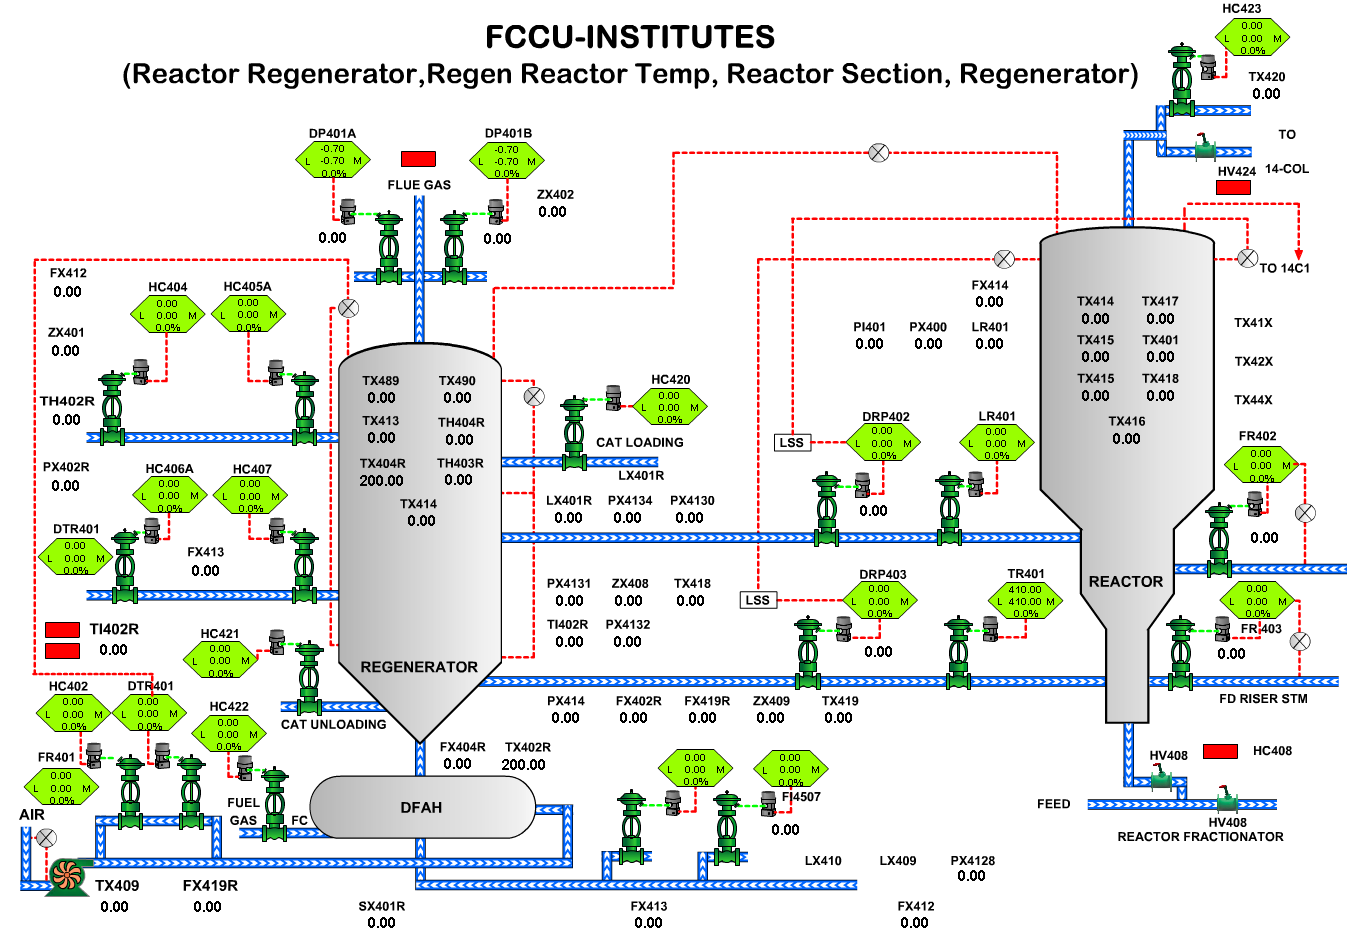 FCCU-INSTITUTES
(Reactor Regenerator,Regen Reactor Temp, Reactor Section, Regenerator)
HC423
0.00
L 0.00 M
0.0%
TX420
0.00
TO
14-COL
HV424
TO 14C1
DP401A
-0.70
L -0.70 M
0.0%
0.00
FLUE GAS
DP401B
-0.70
L -0.70 M
0.0%
0.00
ZX402
0.00
FX412
0.00
ZX401
0.00
TH402R
0.00
PX402R
0.00
HC404
0.00
L 0.00 M
0.0%
HC405A
0.00
L 0.00 M
0.0%
HC406A
0.00
L 0.00 M
0.0%
HC407
0.00
L 0.00 M
0.0%
DTR401
0.00
L 0.00 M
0.0%
FX413
0.00
TI402R
0.00
TX489
0.00
TX490
0.00
TX413
0.00
TH404R
0.00
TX404R
200.00
TH403R
0.00
TX414
0.00
REGENERATOR
HC420
0.00
L 0.00 M
0.0%
CAT LOADING
LX401R
LX401R
0.00
PX4134
0.00
PX4130
0.00
PX4131
0.00
ZX408
0.00
TX418
0.00
TI402R
0.00
PX4132
0.00
FX414
0.00
PI401
0.00
PX400
0.00
LR401
0.00
LSS
DRP402
0.00
L 0.00 M
0.0%
0.00
LR401
0.00
L 0.00 M
0.0%
LSS
DRP403
0.00
L 0.00 M
0.0%
0.00
TR401
410.00
L 410.00 M
0.0%
TX414
0.00
TX417
0.00
TX415
0.00
TX401
0.00
TX415
0.00
TX418
0.00
TX416
0.00
REACTOR
TX41X
TX42X
TX44X
FR402
0.00
L 0.00 M
0.0%
0.00
0.00
L 0.00 M
0.0%
FR403
0.00
FD RISER STM
HC421
0.00
L 0.00 M
0.0%
CAT UNLOADING
HC402
0.00
L 0.00 M
0.0%
DTR401
0.00
L 0.00 M
0.0%
HC422
0.00
L 0.00 M
0.0%
FR401
0.00
L 0.00 M
0.0%
AIR
FUEL
GAS
FC
DFAH
FX404R
0.00
TX402R
200.00
PX414
0.00
FX402R
0.00
FX419R
0.00
ZX409
0.00
TX419
0.00
0.00
L 0.00 M
0.0%
0.00
L 0.00 M
0.0%
FI4507
0.00
HV408
HC408
FEED
HV408
REACTOR FRACTIONATOR
TX409
0.00
FX419R
0.00
SX401R
0.00
FX413
0.00
LX410
LX409
PX4128
0.00
FX412
0.00